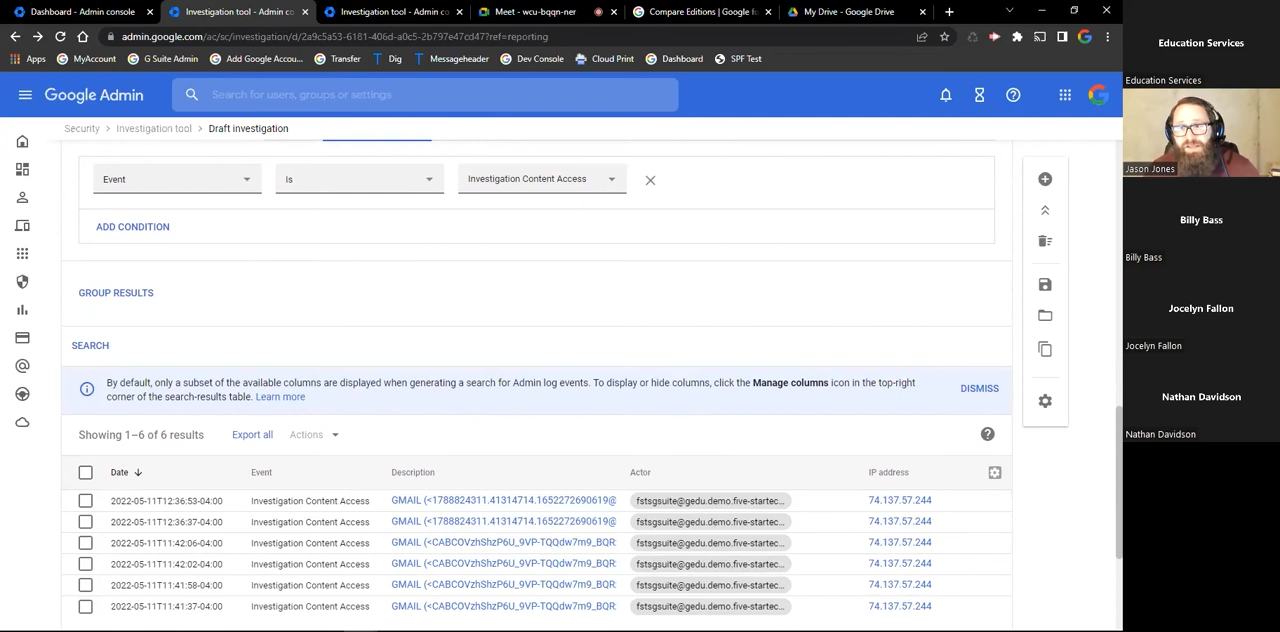 Dashboard - Admin console
Investigation tool - Admin co
Investigation tool - Admin co
Meet - wcu-bqqn-ner
Compare Editions | Google f
My Drive - Google Drive
admin.google.com/ac/sc/investigation/d/2a9c5a53-6181-406d-a0c5-2b797e47cd47?ref=reporting
Apps
MyAccount
G Suite Admin
Add Google Accou...
Transfer
Dig
Messageheader
Dev Console
Cloud Print
Dashboard
SPF Test
Google Admin
Search for users, groups or settings
Security > Investigation tool > Draft investigation
Event
Is
Investigation Content Access
ADD CONDITION
GROUP RESULTS
SEARCH
By default, only a subset of the available columns are displayed when generating a search for Admin log events. To display or hide columns, click the Manage columns icon in the top-right
corner of the search-results table. Learn more
DISMISS
Showing 1–6 of 6 results
Export all
Actions
Date Event Description Actor IP address
2022-05-11T12:36:53-04:00 Investigation Content Access GMAIL (<1788824311.41314714.1652272690619@ fstsgsuite@gedu.demo.five-startec... 74.137.57.244
2022-05-11T12:36:37-04:00 Investigation Content Access GMAIL (<1788824311.41314714.1652272690619@ fstsgsuite@gedu.demo.five-startec... 74.137.57.244
2022-05-11T11:42:06-04:00 Investigation Content Access GMAIL (<CABCOVzhShzP6U_9VP-TQQdw7m9_BQR fstsgsuite@gedu.demo.five-startec... 74.137.57.244
2022-05-11T11:42:02-04:00 Investigation Content Access GMAIL (<CABCOVzhShzP6U_9VP-TQQdw7m9_BQR fstsgsuite@gedu.demo.five-startec... 74.137.57.244
2022-05-11T11:41:58-04:00 Investigation Content Access GMAIL (<CABCOVzhShzP6U_9VP-TQQdw7m9_BQR fstsgsuite@gedu.demo.five-startec... 74.137.57.244
2022-05-11T11:41:37-04:00 Investigation Content Access GMAIL (<CABCOVzhShzP6U_9VP-TQQdw7m9_BQR fstsgsuite@gedu.demo.five-startec... 74.137.57.244
Education Services
Education Services
Jason Jones
Billy Bass
Billy Bass
Jocelyn Fallon
Jocelyn Fallon
Nathan Davidson
Nathan Davidson